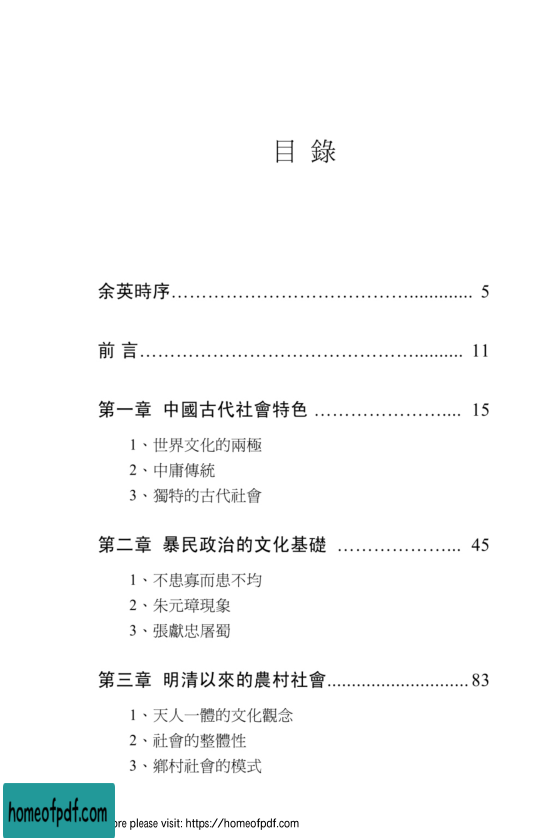 目 錄
余英時序…………………………………............. 5
前 言……………………………………….......... 11
第一章 中國古代社會特色 ………………….... 15
1、世界文化的兩極
2、中庸傳統
3、獨特的古代社會
第二章 暴民政治的文化基礎 ………………... 45
1、不患寡而患不均
2、朱元璋現象
3、張獻忠屠蜀
第三章 明清以來的農村社會............................. 83
1、天人一體的文化觀念
2、社會的整體性
3、鄉村社會的模式
homeofpdf.com
ore please visit: https://homeofpdf.com